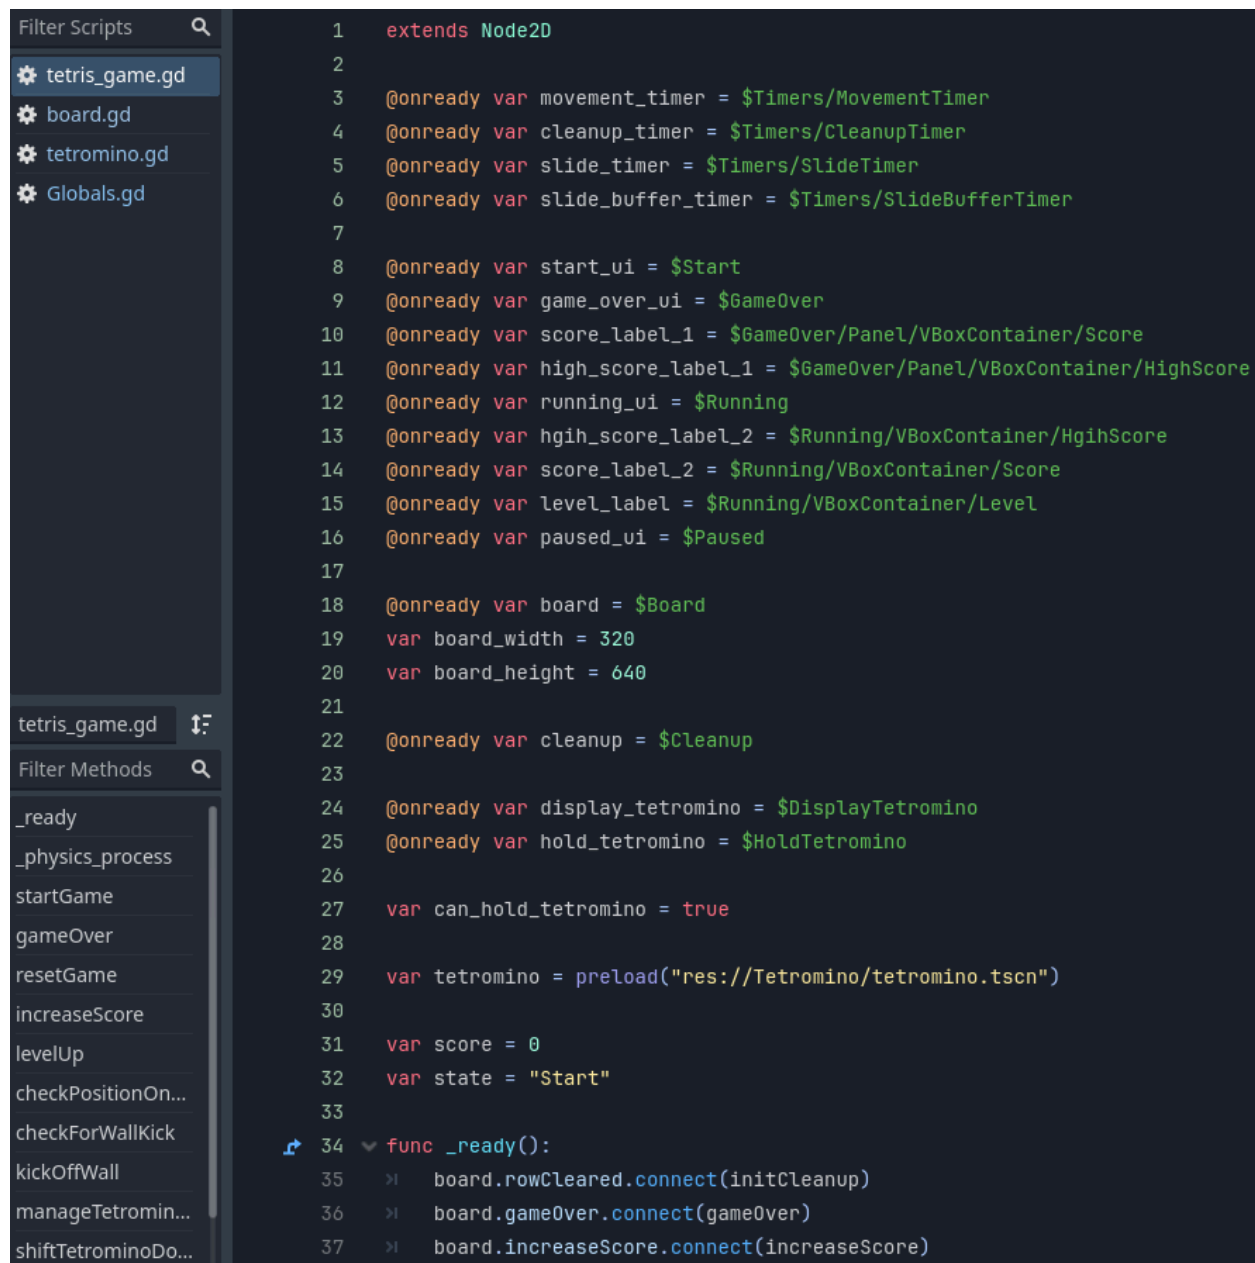 Filter Scripts
tetris_game.gd
board.gd
tetromino.gd
Globals.gd
tetris_game.gd
Filter Methods
_ready
_physics_process
startGame
gameOver
resetGame
increaseScore
levelUp
checkPositionOn...
checkForWallKick
kickOffWall
manageTetromin...
shiftTetrominoDo...
1 extends Node2D
2
3 @onready var movement_timer = $Timers/MovementTimer
4 @onready var cleanup_timer = $Timers/CleanupTimer
5 @onready var slide_timer = $Timers/SlideTimer
6 @onready var slide_buffer_timer = $Timers/SlideBufferTimer
7
8 @onready var start_ui = $Start
9 @onready var game_over_ui = $GameOver
10 @onready var score_label_1 = $GameOver/Panel/VBoxContainer/Score
11 @onready var high_score_label_1 = $GameOver/Panel/VBoxContainer/HighScore
12 @onready var running_ui = $Running
13 @onready var hgih_score_label_2 = $Running/VBoxContainer/HgihScore
14 @onready var score_label_2 = $Running/VBoxContainer/Score
15 @onready var level_label = $Running/VBoxContainer/Level
16 @onready var paused_ui = $Paused
17
18 @onready var board = $Board
19 var board_width = 320
20 var board_height = 640
21
22 @onready var cleanup = $Cleanup
23
24 @onready var display_tetromino = $DisplayTetromino
25 @onready var hold_tetromino = $HoldTetromino
26
27 var can_hold_tetromino = true
28
29 var tetromino = preload("res://Tetromino/tetromino.tscn")
30
31 var score = 0
32 var state = "Start"
33
34 func _ready():
35 board.rowCleared.connect(initCleanup)
36 board.gameOver.connect(gameOver)
37 board.increaseScore.connect(increaseScore)